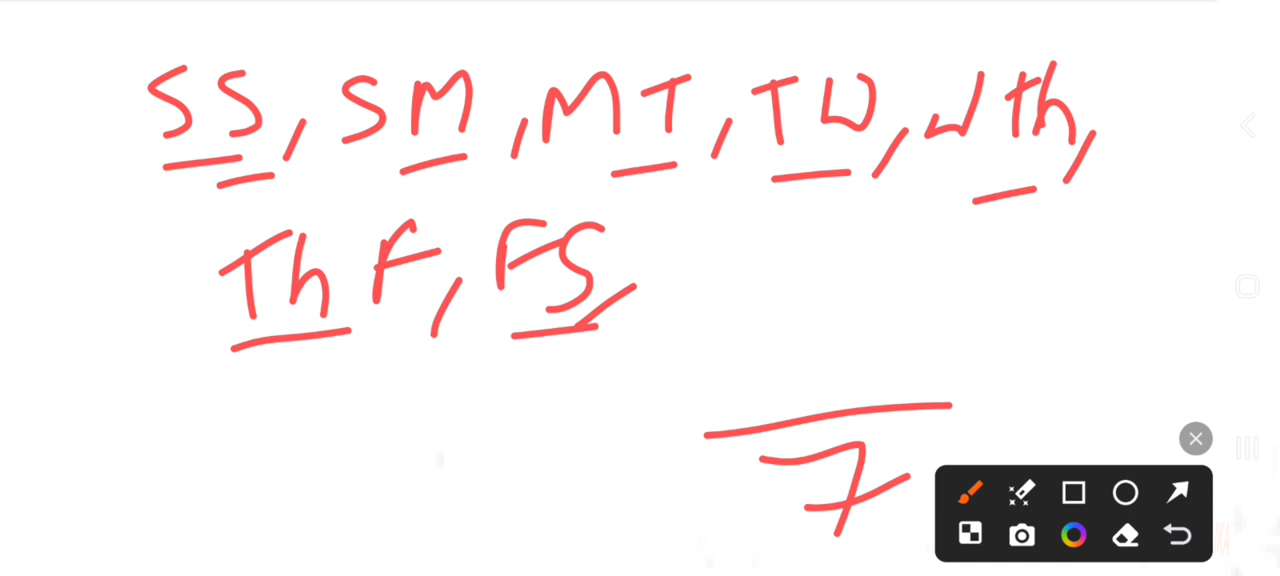 SS, SM, MT, TW, WTh,
ThF, FS,
7